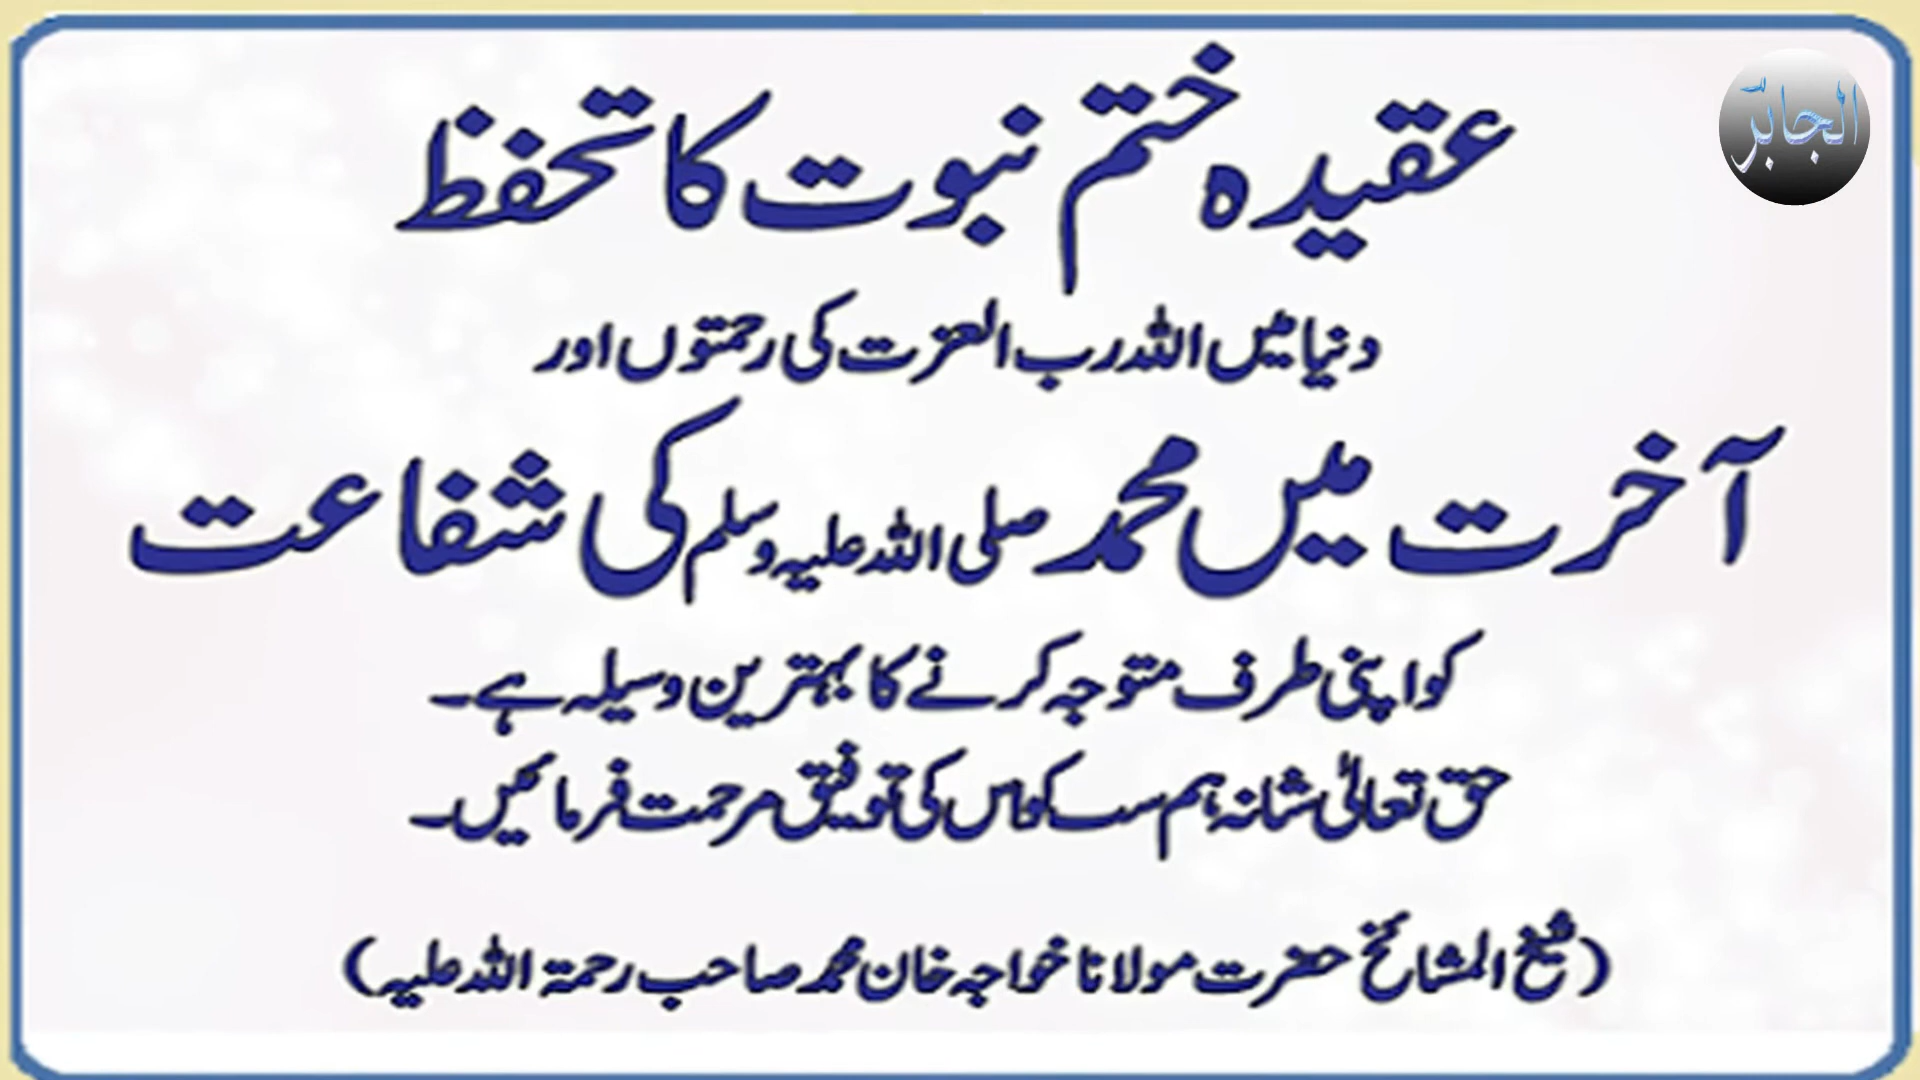 الجابر
عقیدہ ختم نبوت کا تحفظ
دنیا میں اللہ رب العزت کی رحمتوں اور
آخرت میں محمد صلی اللہ علیہ وسلم کی شفاعت
کو اپنی طرف متوجہ کرنے کا بہترین وسیلہ ہے۔
حق تعالیٰ شانہ ہم سب کو اس کی توفیق مرحمت فرمائیں۔
(شیخ المشائخ حضرت مولانا خواجہ خان محمد صاحب رحمۃ اللہ علیہ)